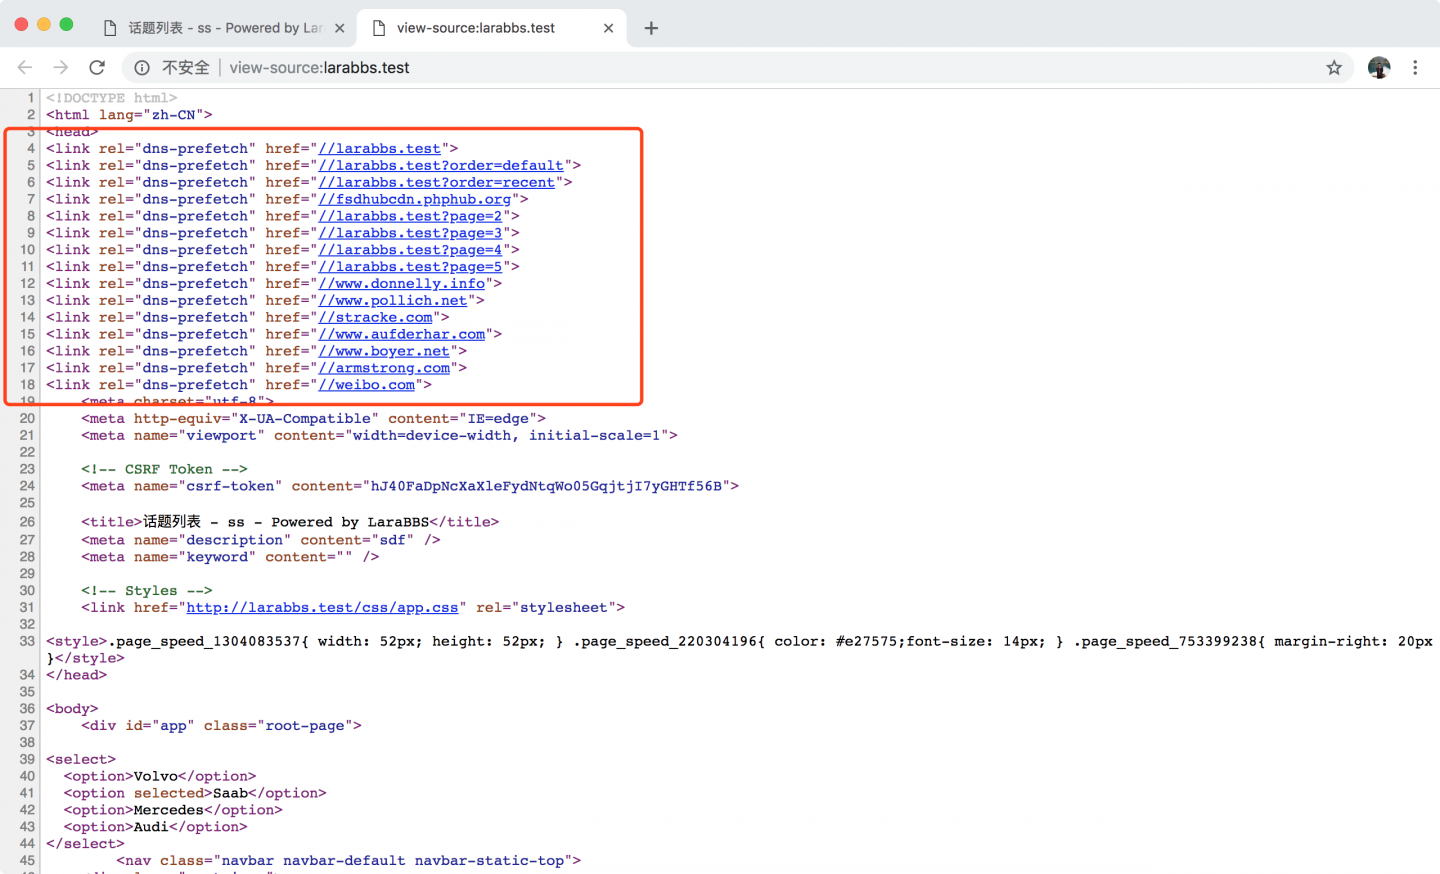 话题列表 - ss - Powered by Lar
view-source:larabbs.test
不安全 view-source:larabbs.test
1 <!DOCTYPE html>
2 <html lang="zh-CN">
3 <head>
4 <link rel="dns-prefetch" href="//larabbs.test">
5 <link rel="dns-prefetch" href="//larabbs.test?order=default">
6 <link rel="dns-prefetch" href="//larabbs.test?order=recent">
7 <link rel="dns-prefetch" href="//fsdhubcdn.phphub.org">
8 <link rel="dns-prefetch" href="//larabbs.test?page=2">
9 <link rel="dns-prefetch" href="//larabbs.test?page=3">
10 <link rel="dns-prefetch" href="//larabbs.test?page=4">
11 <link rel="dns-prefetch" href="//larabbs.test?page=5">
12 <link rel="dns-prefetch" href="//www.donnelly.info">
13 <link rel="dns-prefetch" href="//www.pollich.net">
14 <link rel="dns-prefetch" href="//stracke.com">
15 <link rel="dns-prefetch" href="//www.aufderhar.com">
16 <link rel="dns-prefetch" href="//www.boyer.net">
17 <link rel="dns-prefetch" href="//armstrong.com">
18 <link rel="dns-prefetch" href="//weibo.com">
19 <meta charset="utf-8">
20 <meta http-equiv="X-UA-Compatible" content="IE=edge">
21 <meta name="viewport" content="width=device-width, initial-scale=1">
22
23 <!-- CSRF Token -->
24 <meta name="csrf-token" content="hJ40FaDpNcXaXleFydNtqWo05GqjtjI7yGHTf56B">
25
26 <title>话题列表 - ss - Powered by LaraBBS</title>
27 <meta name="description" content="sdf" />
28 <meta name="keyword" content="" />
29
30 <!-- Styles -->
31 <link href="http://larabbs.test/css/app.css" rel="stylesheet">
32
33 <style>.page_speed_1304083537{ width: 52px; height: 52px; } .page_speed_220304196{ color: #e27575;font-size: 14px; } .page_speed_753399238{ margin-right: 20px
}</style>
34 </head>
35
36 <body>
37 <div id="app" class="root-page">
38
39 <select>
40 <option>Volvo</option>
41 <option selected>Saab</option>
42 <option>Mercedes</option>
43 <option>Audi</option>
44 </select>
45 <nav class="navbar navbar-default navbar-static-top">